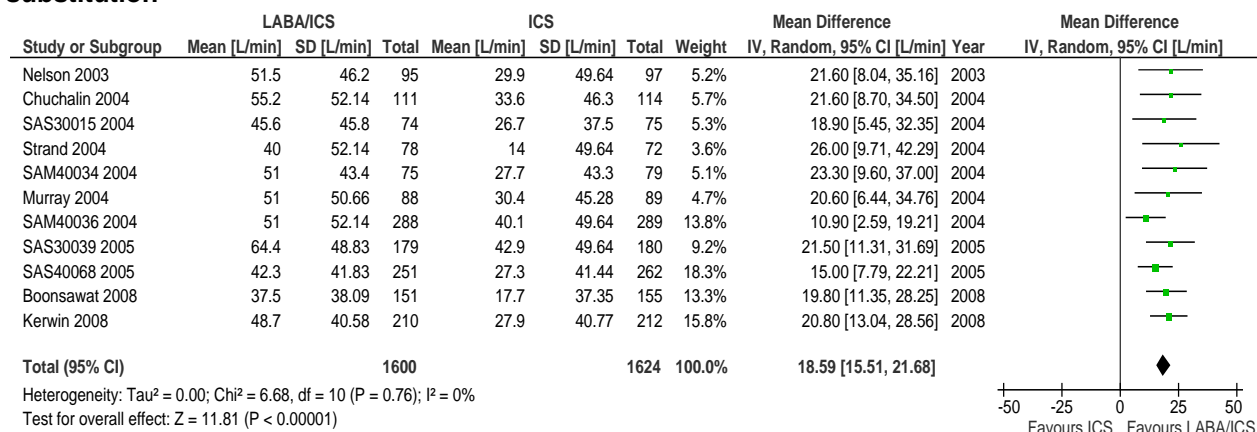 Substitution
LABA/ICS ICS Mean Difference Mean Difference
Study or Subgroup Mean [L/min] SD [L/min] Total Mean [L/min] SD [L/min] Total Weight IV, Random, 95% CI [L/min] Year IV, Random, 95% CI [L/min]
Nelson 2003 51.5 46.2 95 29.9 49.64 97 5.2% 21.60 [8.04, 35.16] 2003
Chuchalin 2004 55.2 52.14 111 33.6 46.3 114 5.7% 21.60 [8.70, 34.50] 2004
SAS30015 2004 45.6 45.8 74 26.7 37.5 75 5.3% 18.90 [5.45, 32.35] 2004
Strand 2004 40 52.14 78 14 49.64 72 3.6% 26.00 [9.71, 42.29] 2004
SAM40034 2004 51 43.4 75 27.7 43.3 79 5.1% 23.30 [9.60, 37.00] 2004
Murray 2004 51 50.66 88 30.4 45.28 89 4.7% 20.60 [6.44, 34.76] 2004
SAM40036 2004 51 52.14 288 40.1 49.64 289 13.8% 10.90 [2.59, 19.21] 2004
SAS30039 2005 64.4 48.83 179 42.9 49.64 180 9.2% 21.50 [11.31, 31.69] 2005
SAS40068 2005 42.3 41.83 251 27.3 41.44 262 18.3% 15.00 [7.79, 22.21] 2005
Boonsawat 2008 37.5 38.09 151 17.7 37.35 155 13.3% 19.80 [11.35, 28.25] 2008
Kerwin 2008 48.7 40.58 210 27.9 40.77 212 15.8% 20.80 [13.04, 28.56] 2008
Total (95% CI) 1600 1624 100.0% 18.59 [15.51, 21.68]
Heterogeneity: Tau² = 0.00; Chi² = 6.68, df = 10 (P = 0.76); I² = 0%
Test for overall effect: Z = 11.81 (P < 0.00001)
-50 -25 0 25 50
Favours ICS Favours LABA/ICS